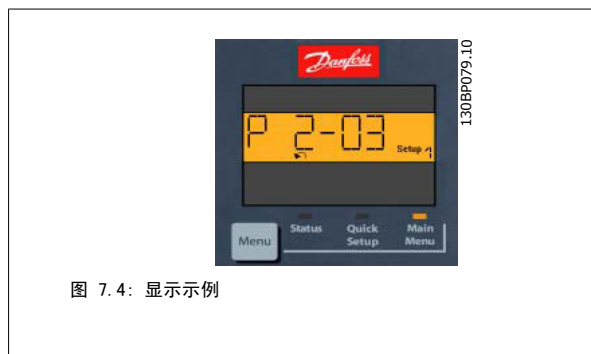 Danfoss
130BP079.10
P 2-03
Setup 1
Menu
Status
Quick Setup
Main Menu
图 7.4: 显示示例